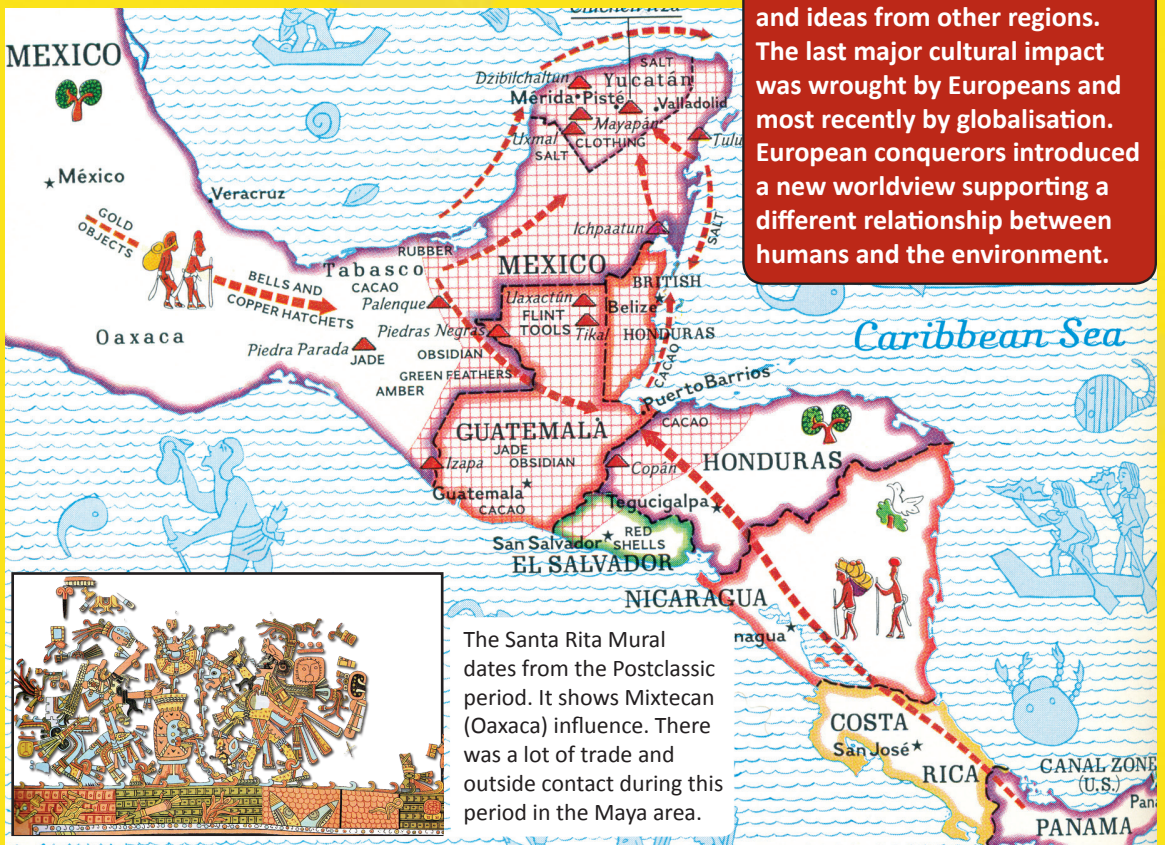 and ideas from other regions.
The last major cultural impact
was wrought by Europeans and
most recently by globalisation.
European conquerors introduced
a new worldview supporting a
different relationship between
humans and the environment.
MEXICO
México
Veracruz
GOLD
OBJECTS
BELLS AND
COPPER HATCHETS
Oaxaca
Dzibilchaltun
SALT
Yucatán
Mérida
Pisté
Valladolid
Mayapán
Uxmal
CLOTHING
SALT
Ichpaatun
SALT
RUBBER
Tabasco
CACAO
MEXICO
Palenque
BRITISH
HONDURAS
Uaxactún
FLINT
TOOLS
Tikal
Belize
Piedras Negras
Piedra Parada
JADE
OBSIDIAN
GREEN FEATHERS
AMBER
CACAO
Puerto Barrios
Caribbean Sea
GUATEMALA
JADE
OBSIDIAN
Izapa
Guatemala
CACAO
CACAO
Copán
HONDURAS
Tegucigalpa
San Salvador
RED
SHELLS
EL SALVADOR
NICARAGUA
nagua
COSTA
RICA
San José
CANAL ZONE
(U.S.)
PANAMA
The Santa Rita Mural
dates from the Postclassic
period. It shows Mixtecan
(Oaxaca) influence. There
was a lot of trade and
outside contact during this
period in the Maya area.